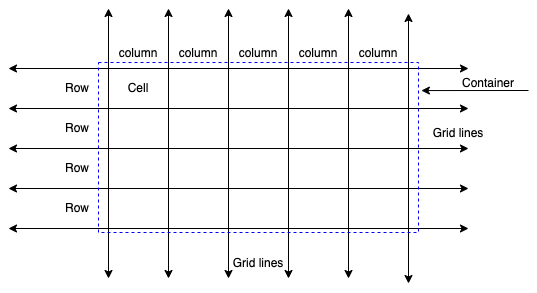 column column column column column
Row Cell
Container
Row
Grid lines
Row
Row
Grid lines